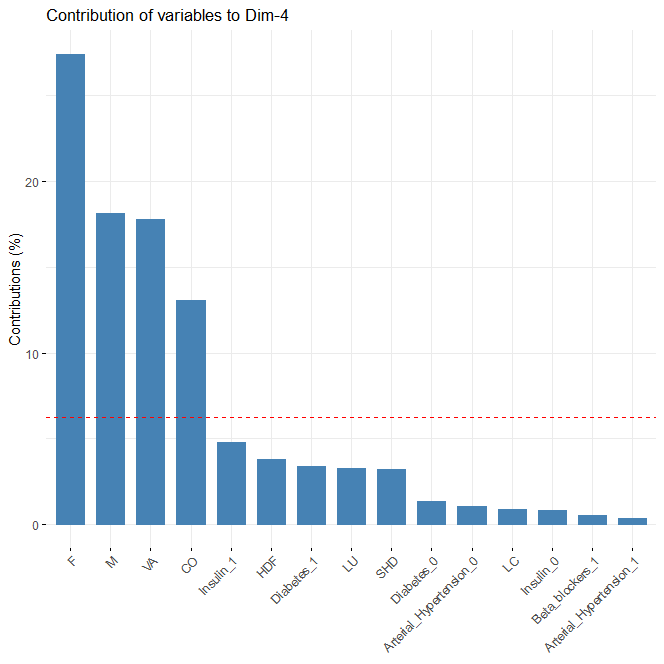 Contribution of variables to Dim-4
Contributions (%)
20
10
0
F
M
VA
CO
Insulin_1
HDF
Diabetes_1
LU
SHD
Diabetes_0
Arterial_Hypertension_0
LC
Insulin_0
Beta_blockers_1
Arterial_Hypertension_1